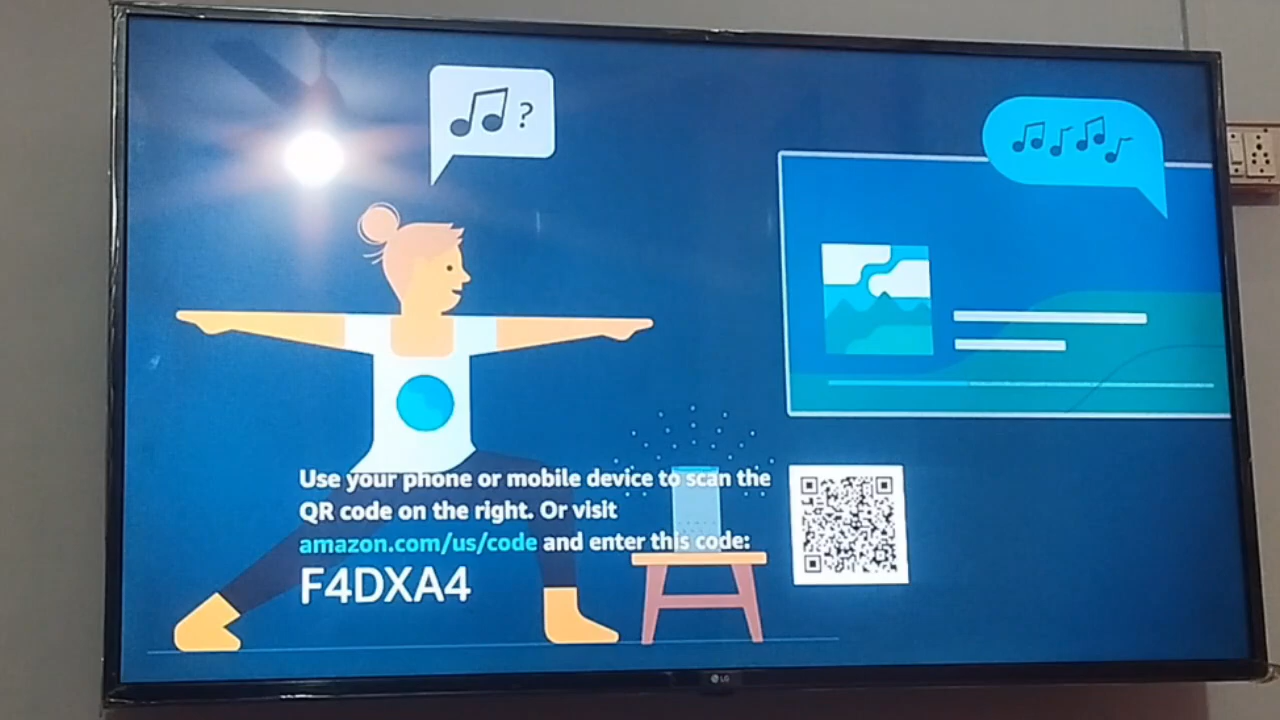 ?
Use your phone or mobile device to scan the
QR code on the right. Or visit
amazon.com/us/code and enter this code:
F4DXA4
LG